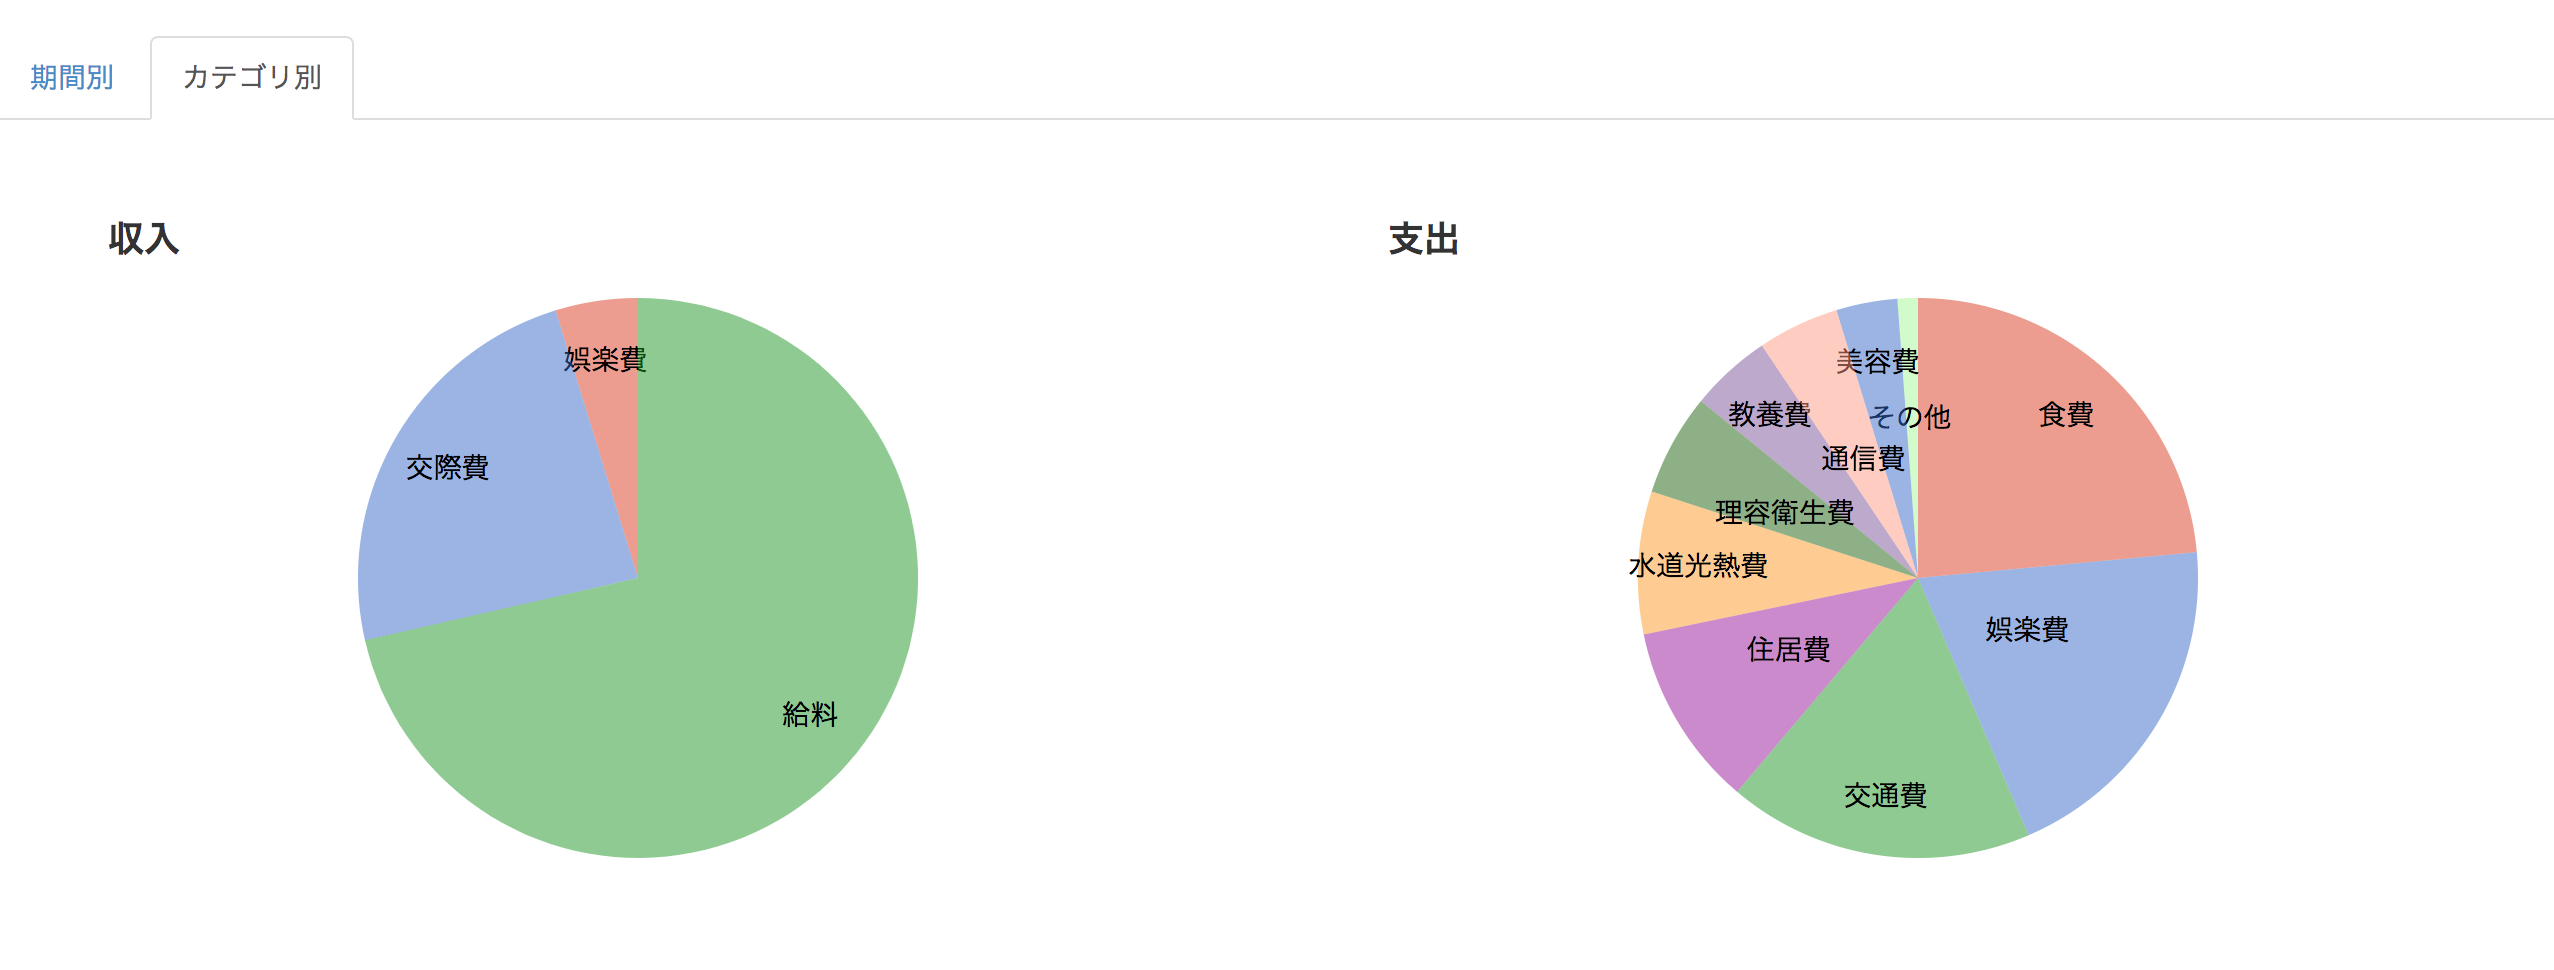 期間別
カテゴリ別
収入
支出
娯楽費
交際費
給料
美容費
その他
食費
教養費
通信費
理容衛生費
水道光熱費
娯楽費
住居費
交通費